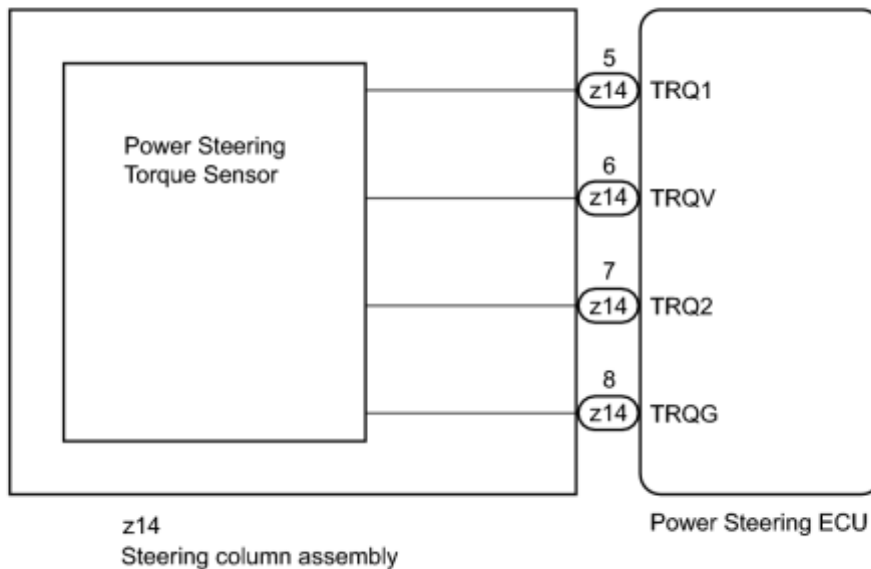 Power Steering
Torque Sensor
5
z14
TRQ1
6
z14
TRQV
7
z14
TRQ2
8
z14
TRQG
z14
Steering column assembly
Power Steering ECU